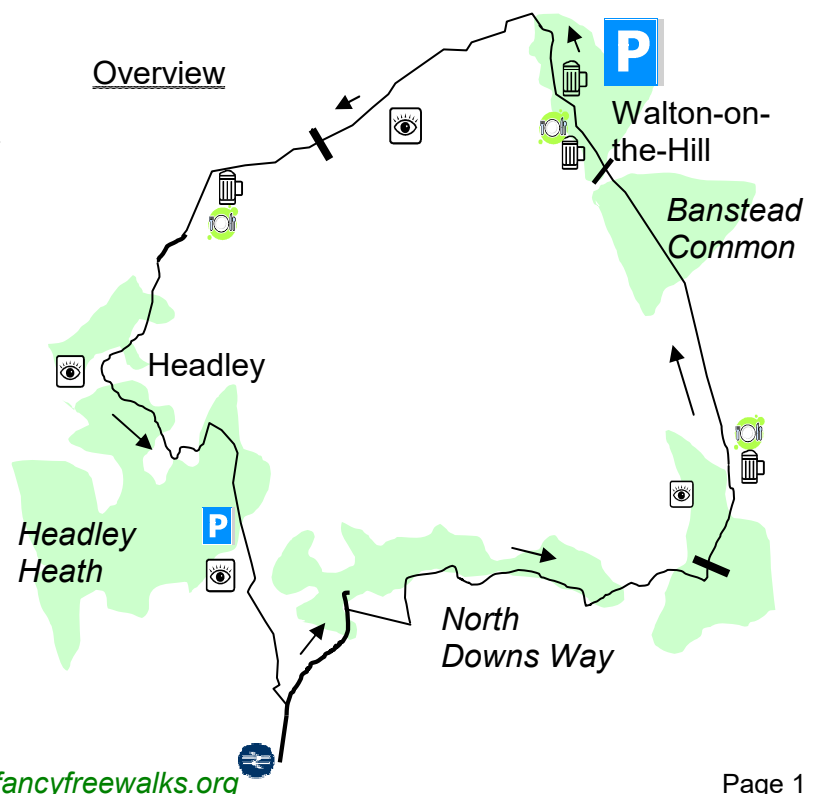 Overview
P
Walton-on-
the-Hill
Banstead
Common
Headley
Headley
Heath
P
North
Downs Way
fancyfreewalks.org
Page 1